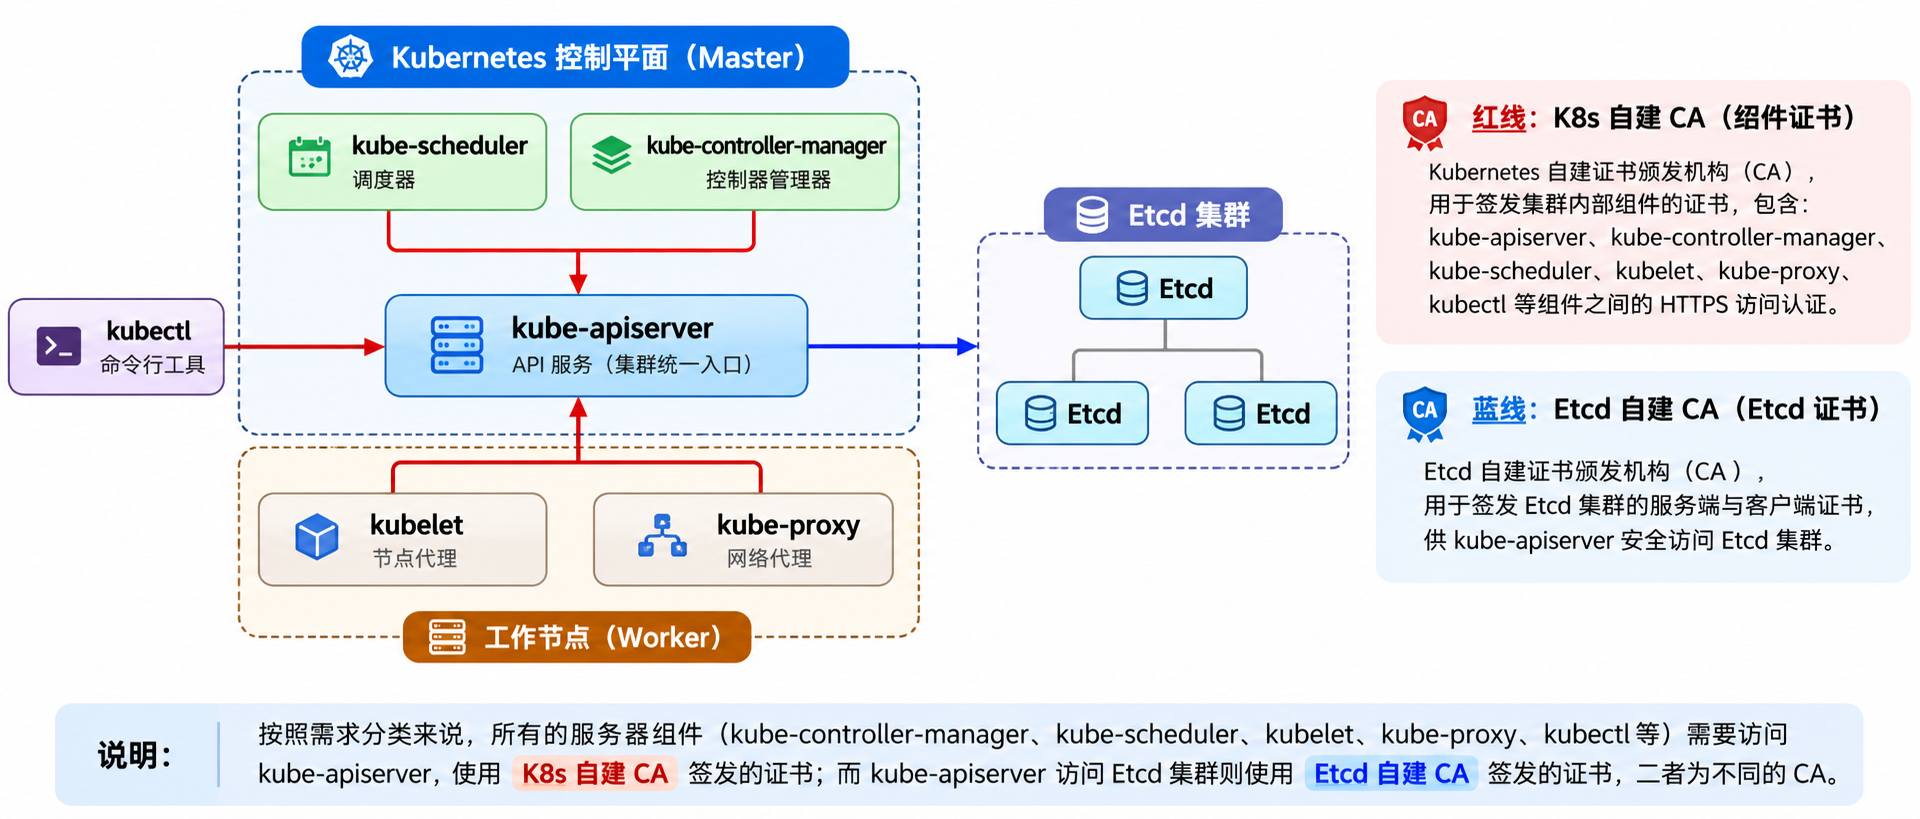 Kubernetes 控制平面（Master）
kube-scheduler
调度器
kube-controller-manager
控制器管理器
kubectl
命令行工具
kube-apiserver
API 服务（集群统一入口）
kubelet
节点代理
kube-proxy
网络代理
工作节点（Worker）
Etcd 集群
Etcd
Etcd
Etcd
CA
红线：K8s 自建 CA（绍件证书）
Kubernetes 自建证书颁发机构（CA），
用于签发集群内部组件的证书，包含：
kube-apiserver、kube-controller-manager、
kube-scheduler、kubelet、kube-proxy、
kubectl 等组件之间的 HTTPS 访问认证。
CA
蓝线：Etcd 自建 CA（Etcd 证书）
Etcd 自建证书颁发机构（CA ），
用于签发 Etcd 集群的服务端与客户端证书，
供 kube-apiserver 安全访问 Etcd 集群。
说明：
按照需求分类来说，所有的服务器组件（kube-controller-manager、kube-scheduler、kubelet、kube-proxy、kubectl 等）需要访问
kube-apiserver，使用 K8s 自建 CA 签发的证书；而 kube-apiserver 访问 Etcd 集群则使用 Etcd 自建 CA 签发的证书，二者为不同的 CA。